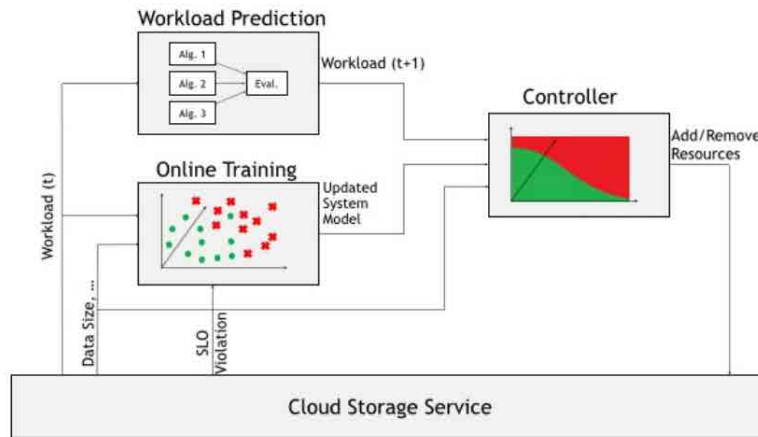 Workload Prediction
Alg. 1
Alg. 2
Alg. 3
Eval.
Workload (t+1)
Controller
Add/Remove
Resources
Online Training
Updated
System
Model
Workload (t)
Data Size, ...
SLO
Violation
Cloud Storage Service